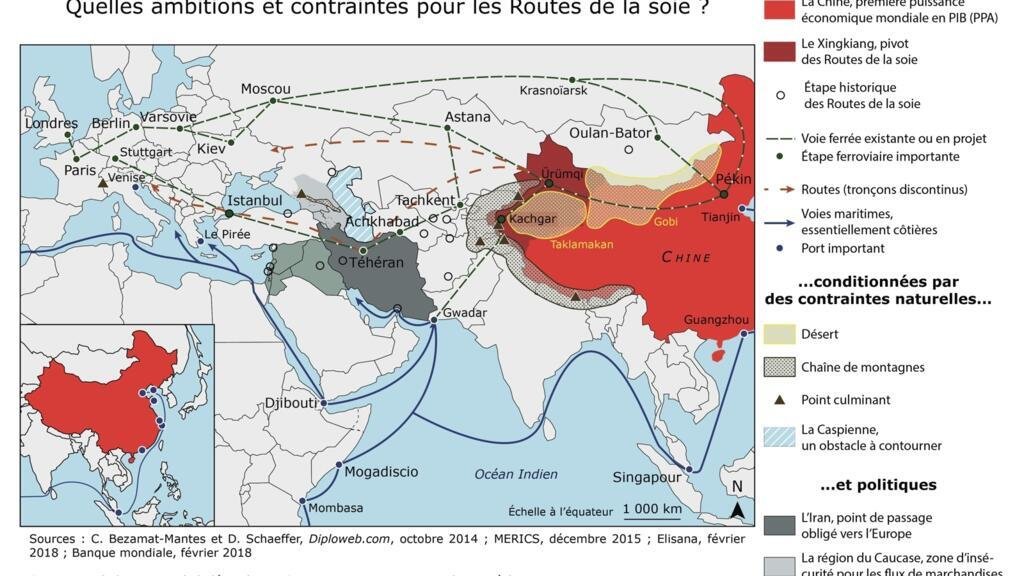 Quelles ambitions et contraintes pour les Routes de la soie ?
La Chine, première puissance
économique mondiale en PIB (PPA)
Le Xingkiang, pivot
des Routes de la soie
Étape historique
des Routes de la soie
Voie ferrée existante ou en projet
Étape ferroviaire importante
Routes (tronçons discontinus)
Voies maritimes,
essentiellement côtières
Port important
...conditionnées par
des contraintes naturelles...
Désert
Chaîne de montagnes
Point culminant
La Caspienne,
un obstacle à contourner
...et politiques
L'Iran, point de passage
obligé vers l'Europe
La région du Caucase, zone d'insé-
curité pour les flux de marchandises
Moscou
Krasnoïarsk
Londres
Berlin
Varsovie
Astana
Oulan-Bator
Kiev
Stuttgart
Paris
Venise
Ürümqi
Pékin
Istanbul
Tachkent
Achkhabad
Kachgar
Gobi
Tianjin
Le Pirée
Taklamakan
Téhéran
CHINE
Gwadar
Guangzhou
Djibouti
Mogadiscio
Océan Indien
Singapour
N
Mombasa
Échelle à l'équateur
1 000 km
Sources : C. Bezamat-Mantes et D. Schaeffer, Diploweb.com, octobre 2014 ; MERICS, décembre 2015 ; Elisana, février
2018 ; Banque mondiale, février 2018